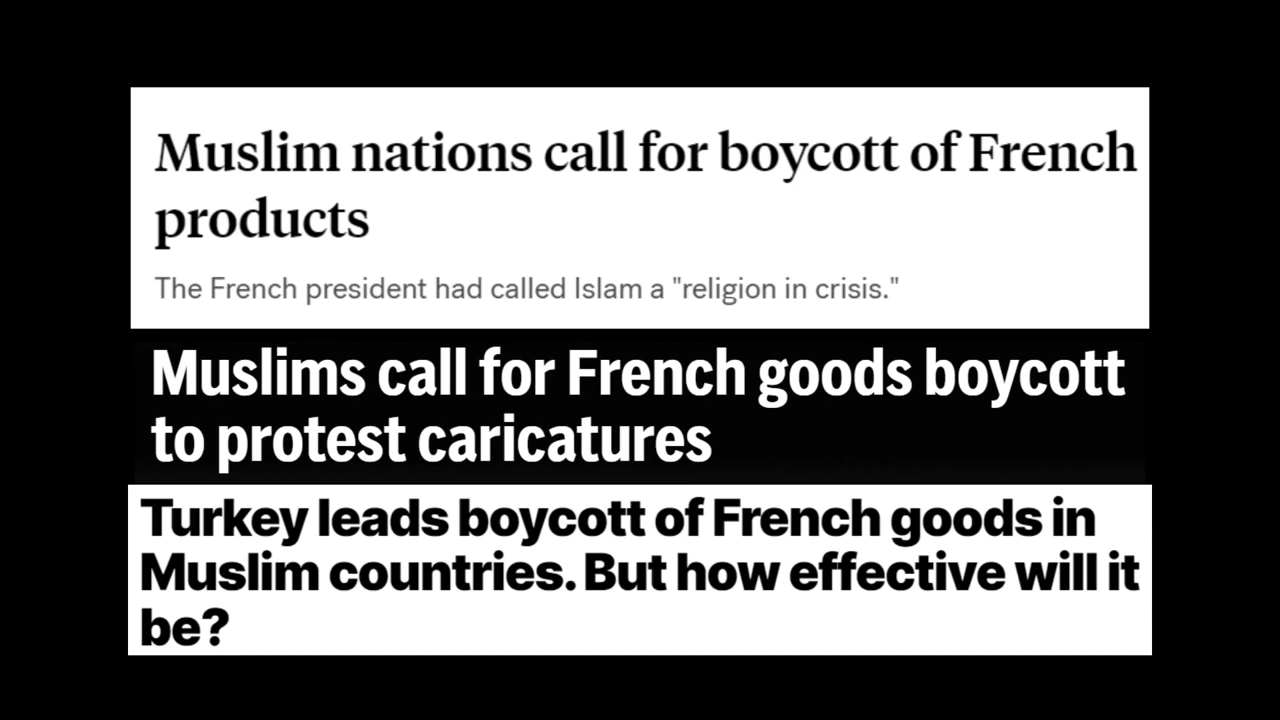 Muslim nations call for boycott of French
products
The French president had called Islam a "religion in crisis."
Muslims call for French goods boycott
to protest caricatures
Turkey leads boycott of French goods in
Muslim countries. But how effective will it
be?